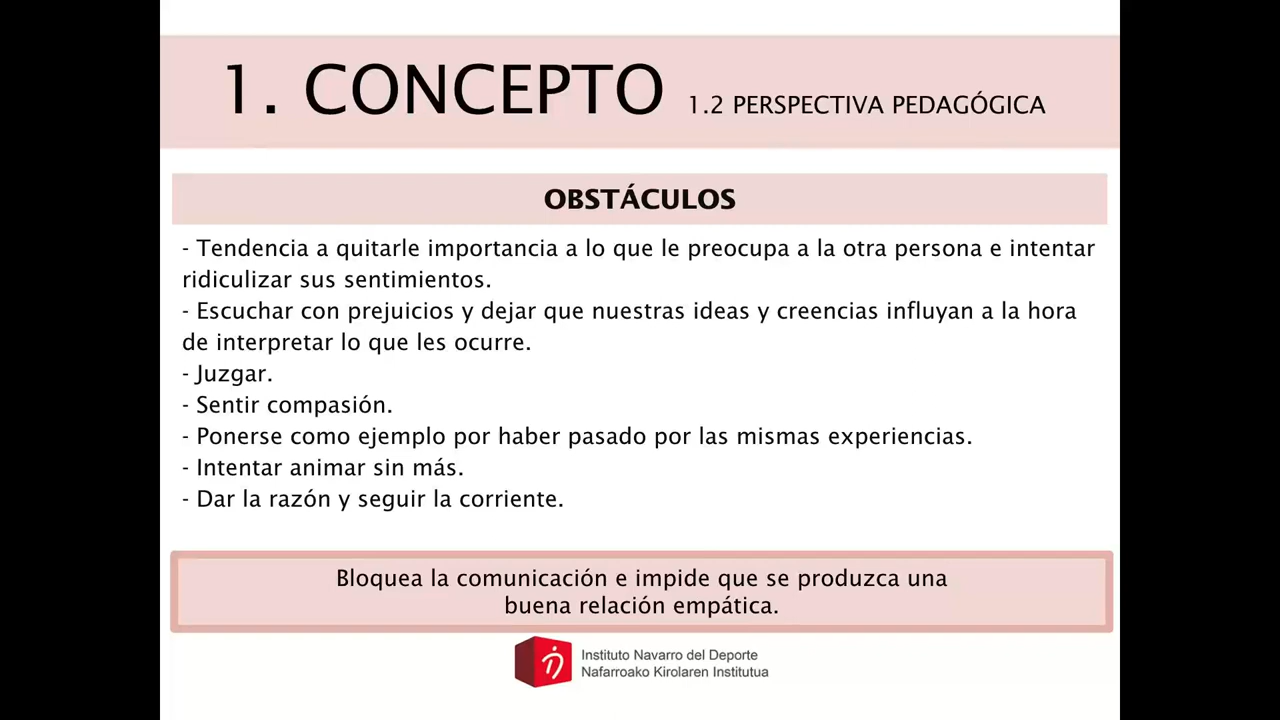 1. CONCEPTO 1.2 PERSPECTIVA PEDAGÓGICA
OBSTÁCULOS
- Tendencia a quitarle importancia a lo que le preocupa a la otra persona e intentar
ridiculizar sus sentimientos.
- Escuchar con prejuicios y dejar que nuestras ideas y creencias influyan a la hora
de interpretar lo que les ocurre.
- Juzgar.
- Sentir compasión.
- Ponerse como ejemplo por haber pasado por las mismas experiencias.
- Intentar animar sin más.
- Dar la razón y seguir la corriente.
Bloquea la comunicación e impide que se produzca una
buena relación empática.
Instituto Navarro del Deporte
Nafarroako Kirolaren Institutua